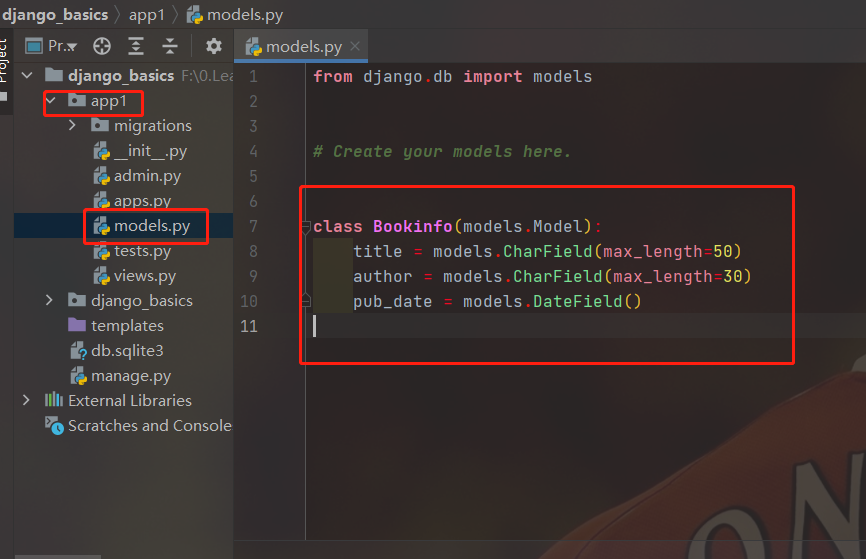 django_basics 〉 app1 〉 models.py
Project
Pr...
models.py ×
django_basics F:\0.Lea
app1
migrations
__init__.py
admin.py
apps.py
models.py
tests.py
views.py
django_basics
templates
db.sqlite3
manage.py
External Libraries
Scratches and Console
1 from django.db import models
2
3
4 # Create your models here.
5
6
7 class Bookinfo(models.Model):
8     title = models.CharField(max_length=50)
9     author = models.CharField(max_length=30)
10     pub_date = models.DateField()
11
ON